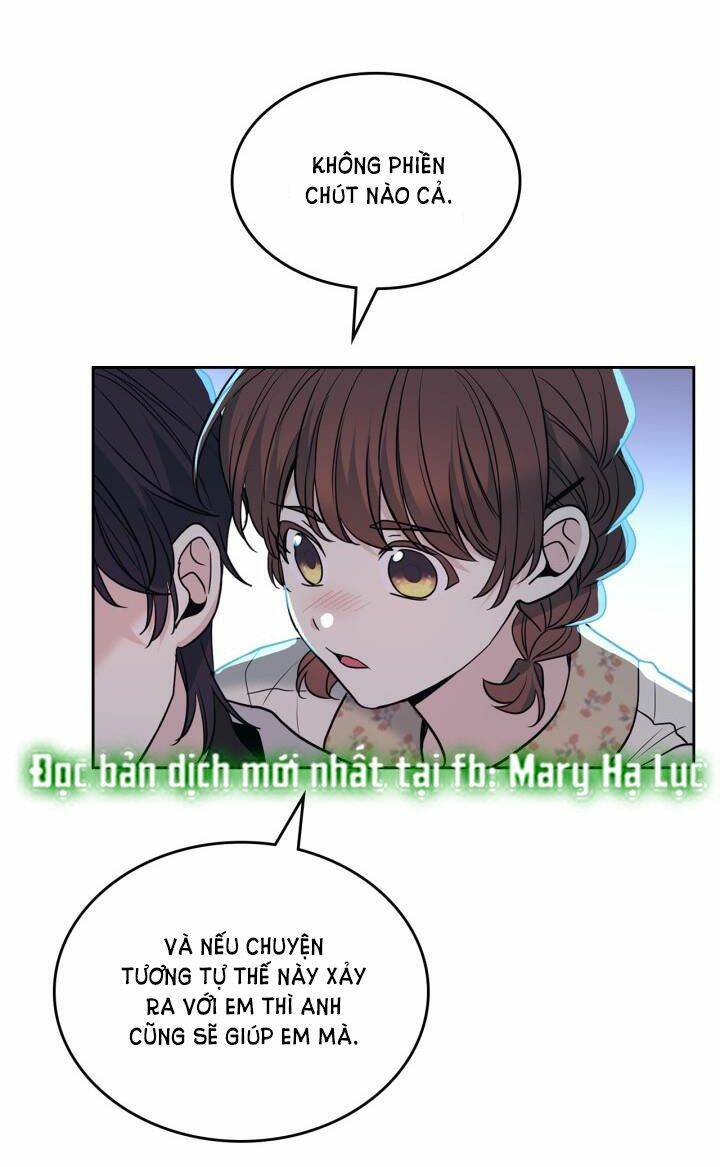 KHÔNG PHIỀN
CHÚT NÀO CẢ.
Đọc bản dịch mới nhất tại fb: Mary Hạ Lục
VÀ NẾU CHUYỆN
TƯƠNG TỰ THẾ NÀY XẢY
RA VỚI EM THÌ ANH
CŨNG SẼ GIÚP EM MÀ.